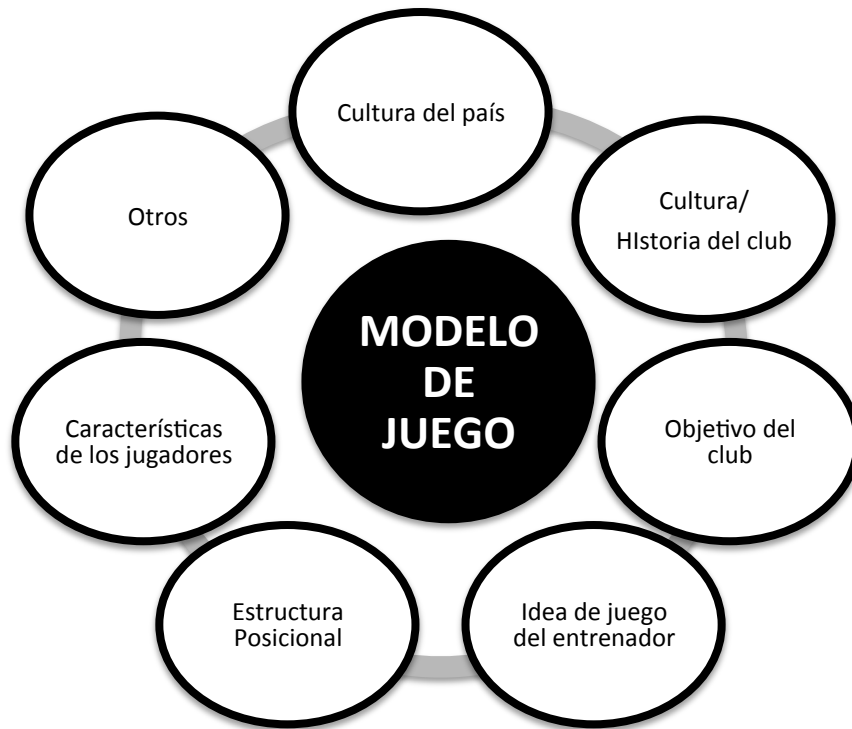 Cultura del país
Cultura/
HIstoria del club
Objetivo del
club
Idea de juego
del entrenador
Estructura
Posicional
Características
de los jugadores
Otros
MODELO
DE
JUEGO